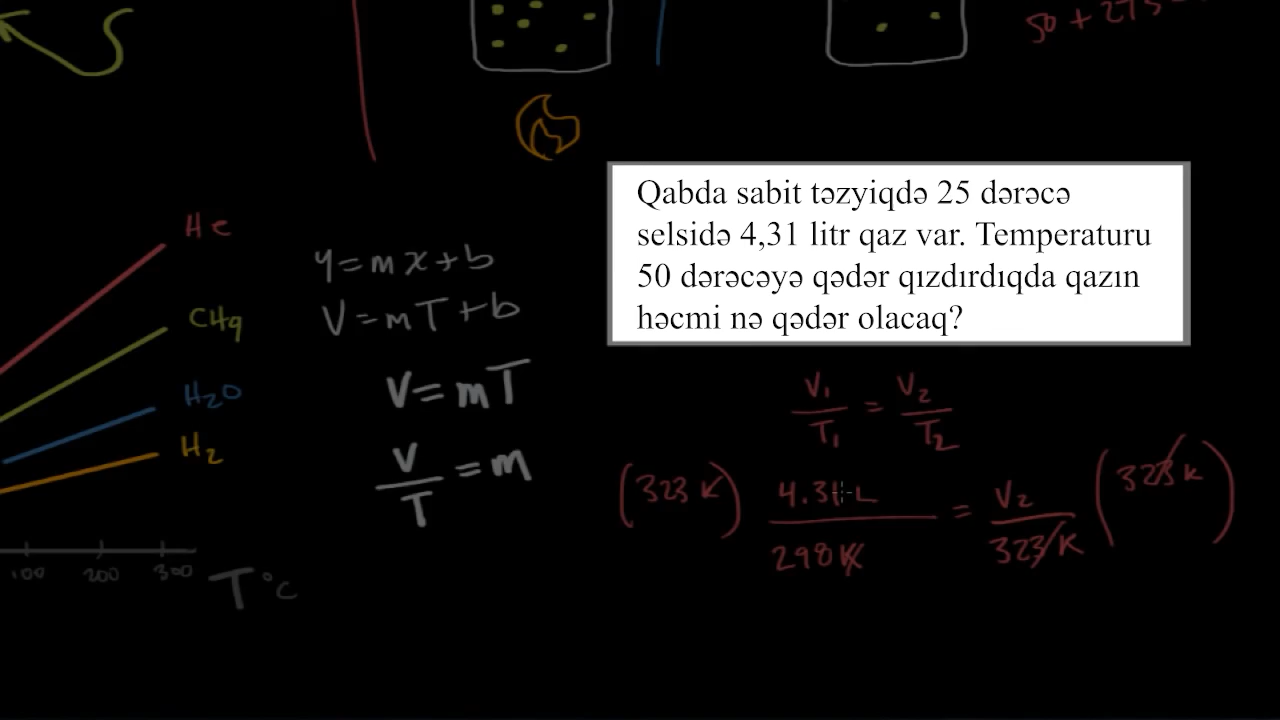 50 + 273
Qabda sabit təzyiqdə 25 dərəcə
selsidə 4,31 litr qaz var. Temperaturu
50 dərəcəyə qədər qızdırdıqda qazın
həcmi nə qədər olacaq?
He
CH4
H2O
H2
y=mx+b
V=mT+b
V=mT
V/T=m
V1/T1 = V2/T2
(323 K) 4.31 L/298 K = V2/323 K (323 K)
100 200 300 T°C